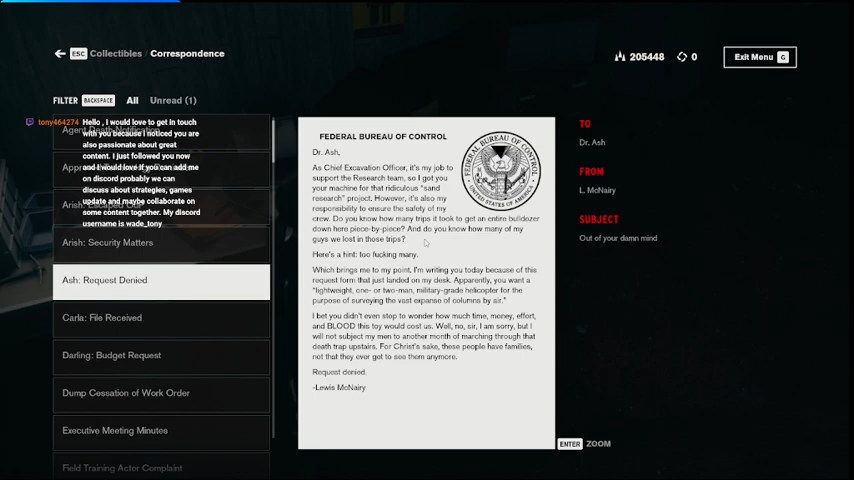 ESC Collectibles / Correspondence
205448 0 Exit Menu G
FILTER BACKSPACE All Unread (1)
tony464274 Hello , I would love to get in touch
with you because I noticed you are
also passionate about great
content. I just followed you now
and I would love if you can add me
on discord probably we can
discuss about strategies, games
update and maybe collaborate on
some content together. My discord
username is wade_tony
Agent Death Notification
Arish: Security Matters
Ash: Request Denied
Carla: File Received
Darling: Budget Request
Dump Cessation of Work Order
Executive Meeting Minutes
Field Training Actor Complaint
FEDERAL BUREAU OF CONTROL
Dr. Ash,
As Chief Excavation Officer, it's my job to
support the Research team, so I got you
your machine for that ridiculous "sand
research" project. However, it's also my
responsibility to ensure the safety of my
crew. Do you know how many trips it took to get an entire bulldozer
down here piece-by-piece? And do you know how many of my
guys we lost in those trips?
Here's a hint: too fucking many.
Which brings me to my point. I'm writing you today because of this
request form that just landed on my desk. Apparently, you want a
"lightweight, one- or two-man, military-grade helicopter for the
purpose of surveying the vast expanse of columns by air."
I bet you didn't even stop to wonder how much time, money, effort,
and BLOOD this toy would cost us. Well, no, sir, I am sorry, but I
will not subject my men to another month of marching through that
death trap upstairs. For Christ's sake, these people have families,
not that they ever get to see them anymore.
Request denied.
-Lewis McNairy
FEDERAL BUREAU OF CONTROL
UNITED STATES OF AMERICA
TO
Dr. Ash
FROM
L. McNairy
SUBJECT
Out of your damn mind
ENTER ZOOM